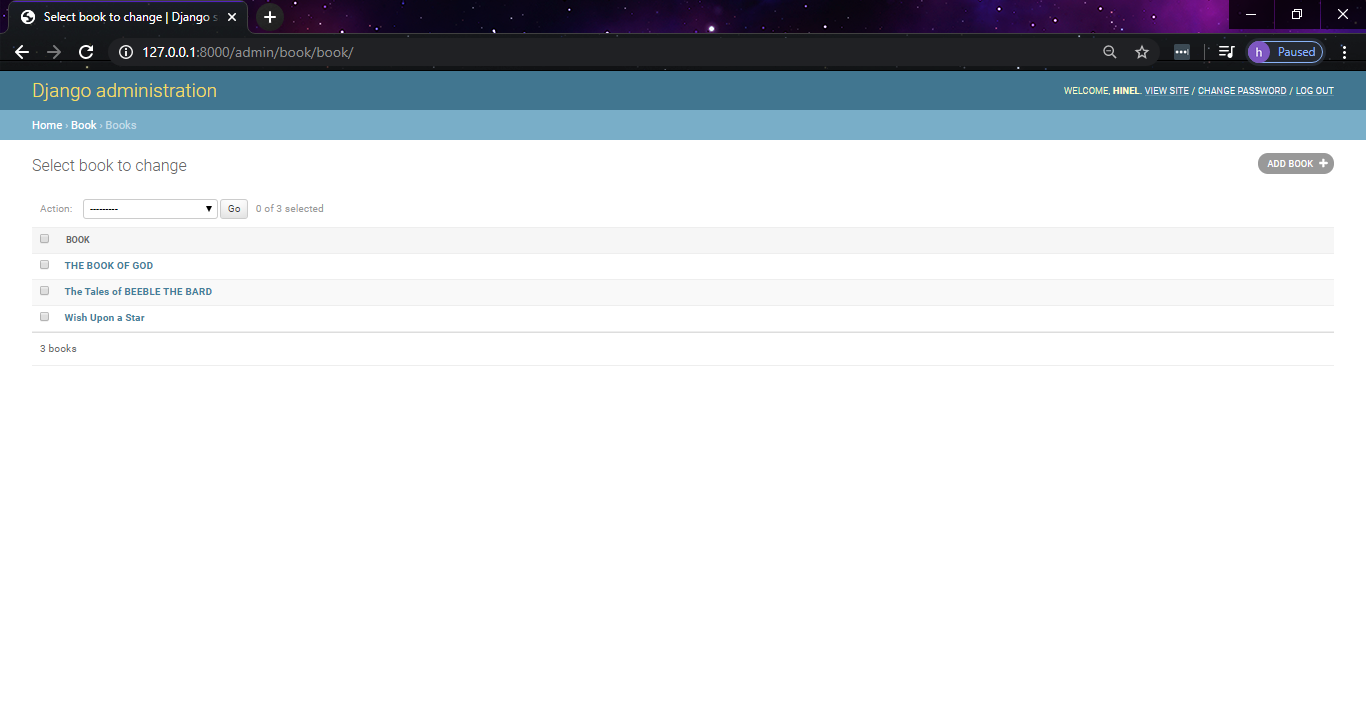 Select book to change | Django s
127.0.0.1:8000/admin/book/book/
h Paused
Django administration
WELCOME, HINEL. VIEW SITE / CHANGE PASSWORD / LOG OUT
Home › Book › Books
Select book to change
ADD BOOK +
Action: --------- Go 0 of 3 selected
BOOK
THE BOOK OF GOD
The Tales of BEEBLE THE BARD
Wish Upon a Star
3 books